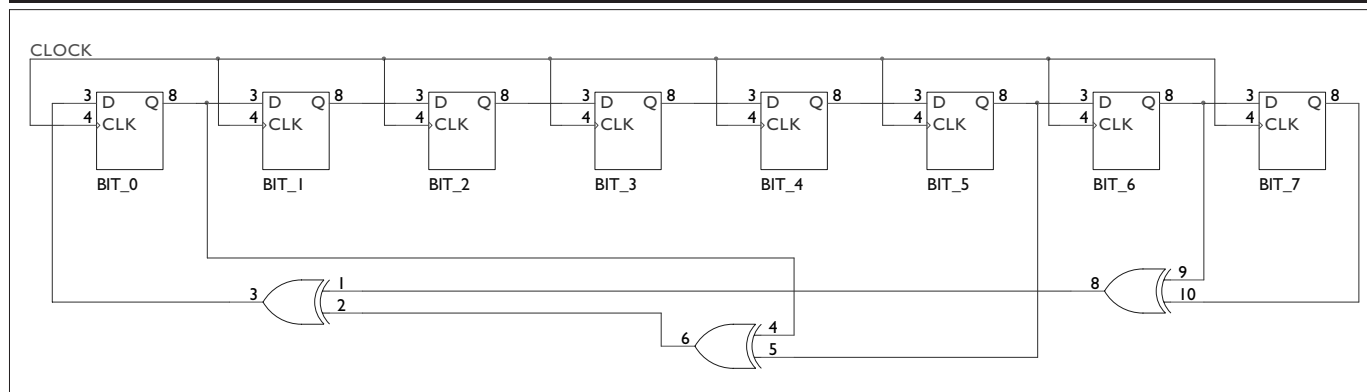 CLOCK
3 D Q 8 3 D Q 8 3 D Q 8 3 D Q 8 3 D Q 8 3 D Q 8 3 D Q 8 3 D Q 8
4 CLK 4 CLK 4 CLK 4 CLK 4 CLK 4 CLK 4 CLK 4 CLK
BIT_0 BIT_1 BIT_2 BIT_3 BIT_4 BIT_5 BIT_6 BIT_7
1 9
3 8
2 10
4
6
5